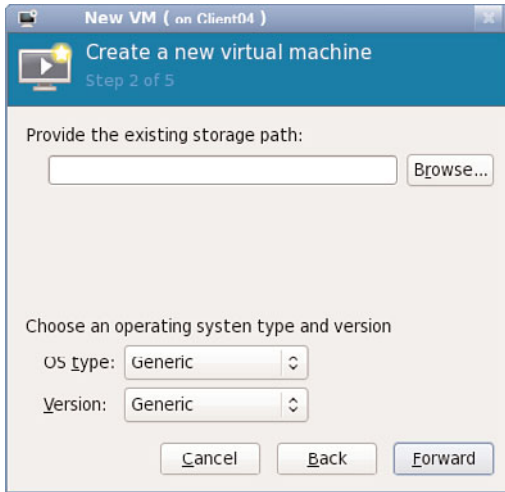 New VM ( on Client04 )
Create a new virtual machine
Step 2 of 5
Provide the existing storage path:
Browse...
Choose an operating systen type and version
OS type: Generic
Version: Generic
Cancel Back Forward